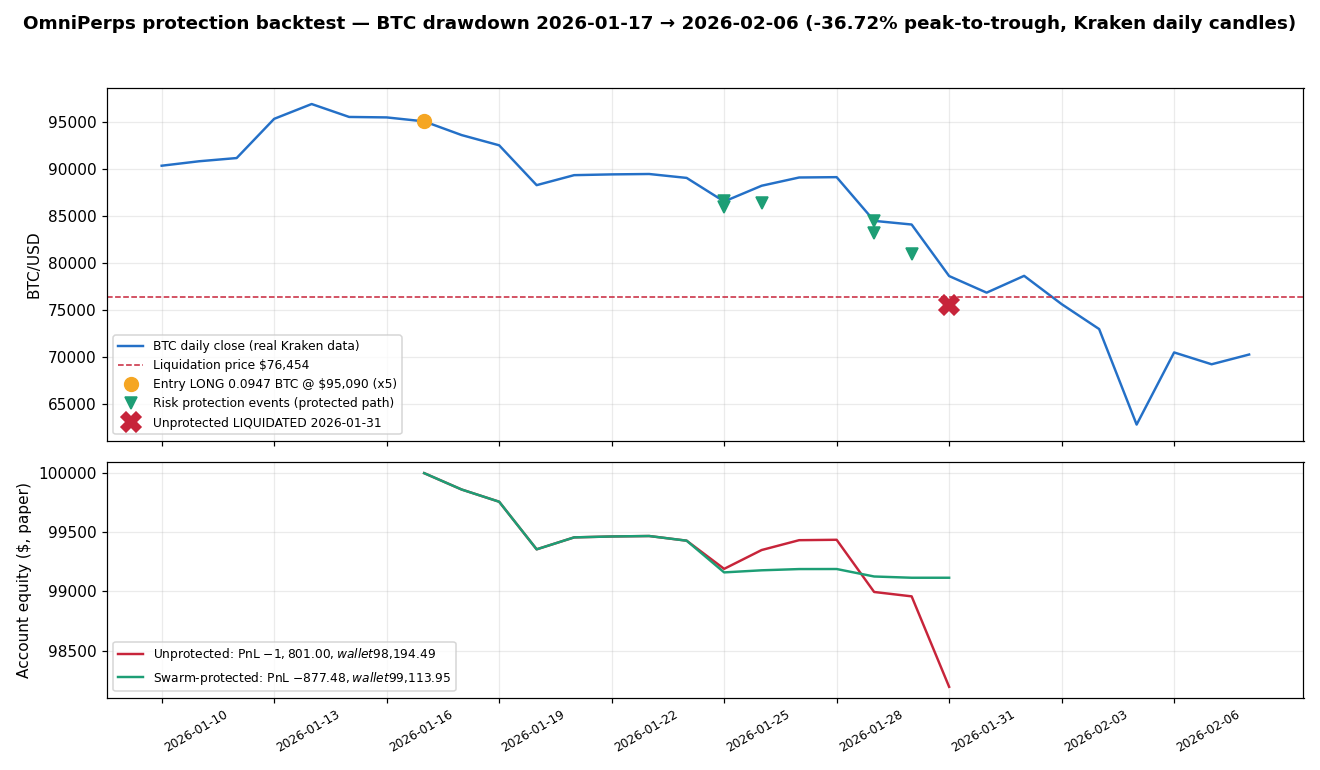 OmniPerps protection backtest — BTC drawdown 2026-01-17 → 2026-02-06 (-36.72% peak-to-trough, Kraken daily candles)
95000
90000
85000
80000
75000
70000
65000
BTC/USD
BTC daily close (real Kraken data)
Liquidation price $76,454
Entry LONG 0.0947 BTC @ $95,090 (x5)
Risk protection events (protected path)
Unprotected LIQUIDATED 2026-01-31
100000
99500
99000
98500
Account equity ($, paper)
Unprotected: PnL −1, 801.00, wallet98,194.49
Swarm-protected: PnL −877.48, wallet99,113.95
2026-01-10
2026-01-13
2026-01-16
2026-01-19
2026-01-22
2026-01-25
2026-01-28
2026-01-31
2026-02-03
2026-02-06